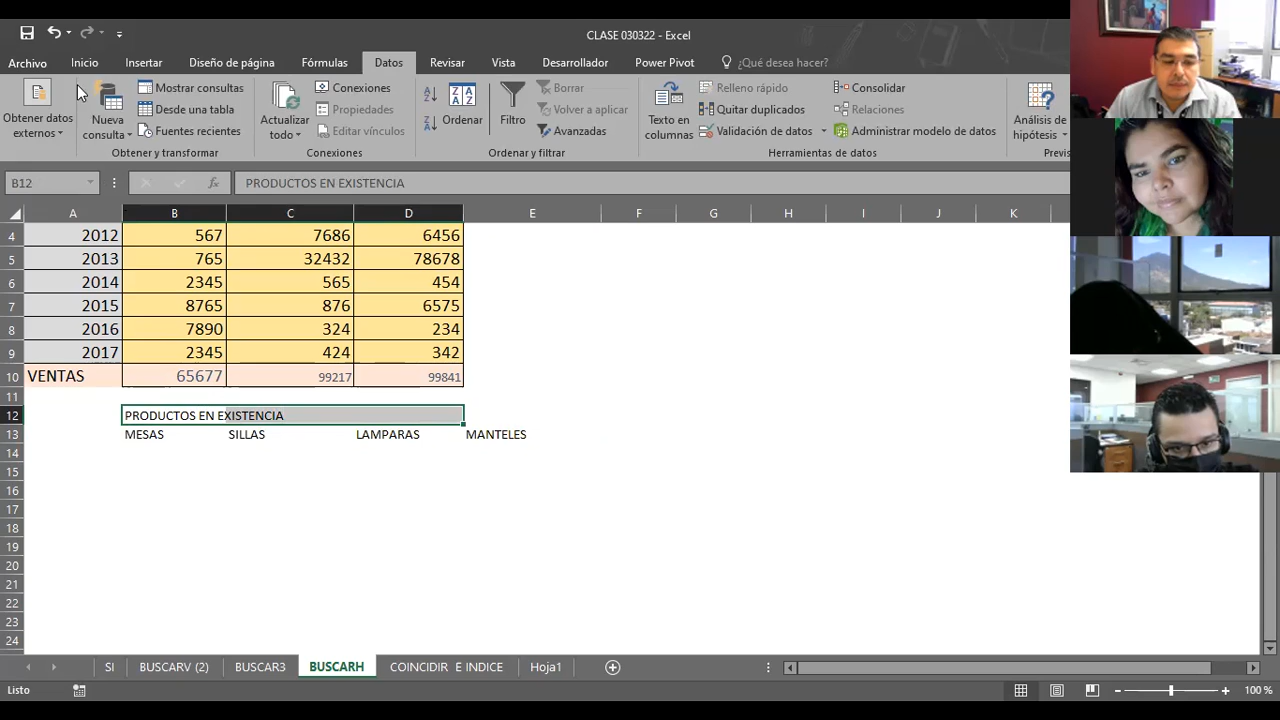 CLASE 030322 - Excel
Archivo Inicio Insertar Diseño de página Fórmulas Datos Revisar Vista Desarrollador Power Pivot ¿Qué desea hacer?
Obtener datos externos
Nueva consulta
Mostrar consultas
Desde una tabla
Fuentes recientes
Obtener y transformar
Actualizar todo
Conexiones
Propiedades
Editar vínculos
Conexiones
Ordenar
Filtro
Borrar
Volver a aplicar
Avanzadas
Ordenar y filtrar
Texto en columnas
Relleno rápido
Quitar duplicados
Validación de datos
Consolidar
Relaciones
Administrar modelo de datos
Herramientas de datos
Análisis de hipótesis
Previs
B12 fx PRODUCTOS EN EXISTENCIA
A B C D E F G H I J K
4 2012 567 7686 6456
5 2013 765 32432 78678
6 2014 2345 565 454
7 2015 8765 876 6575
8 2016 7890 324 234
9 2017 2345 424 342
10 VENTAS 65677 99217 99841
11
12 PRODUCTOS EN EXISTENCIA
13 MESAS SILLAS LAMPARAS MANTELES
14
15
16
17
18
19
20
21
22
23
24
SI BUSCARV (2) BUSCAR3 BUSCARH COINCIDIR E INDICE Hoja1
Listo 100 %